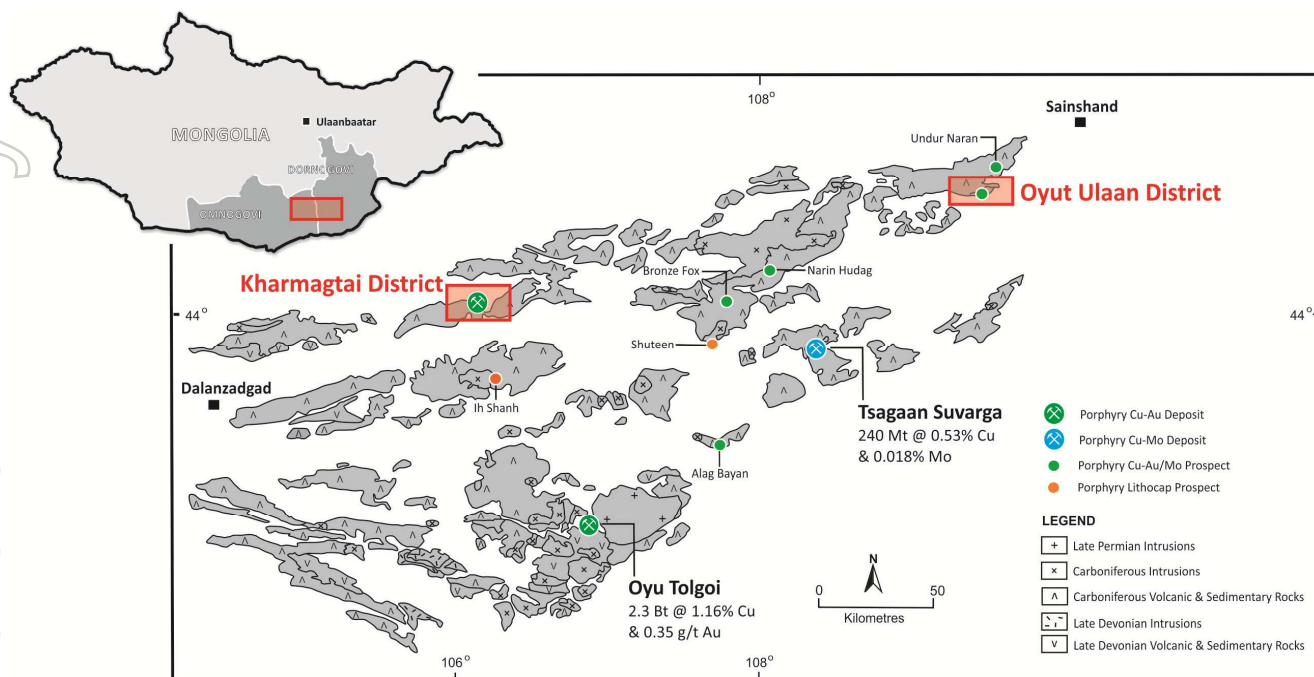 MONGOLIA
Ulaanbaatar
DORNOGOVI
OMNOGOVI
108°
Sainshand
Undur Naran
Oyut Ulaan District
Bronze Fox
Narin Hudag
Kharmagtai District
44°
44°
Shuteen
Dalanzadgad
Ih Shanh
Tsagaan Suvarga
240 Mt @ 0.53% Cu
& 0.018% Mo
Alag Bayan
Porphyry Cu-Au Deposit
Porphyry Cu-Mo Deposit
Porphyry Cu-Au/Mo Prospect
Porphyry Lithocap Prospect
LEGEND
+ Late Permian Intrusions
× Carboniferous Intrusions
ʌ Carboniferous Volcanic & Sedimentary Rocks
Late Devonian Intrusions
v Late Devonian Volcanic & Sedimentary Rocks
Oyu Tolgoi
2.3 Bt @ 1.16% Cu
& 0.35 g/t Au
N
0 50
Kilometres
106°
108°